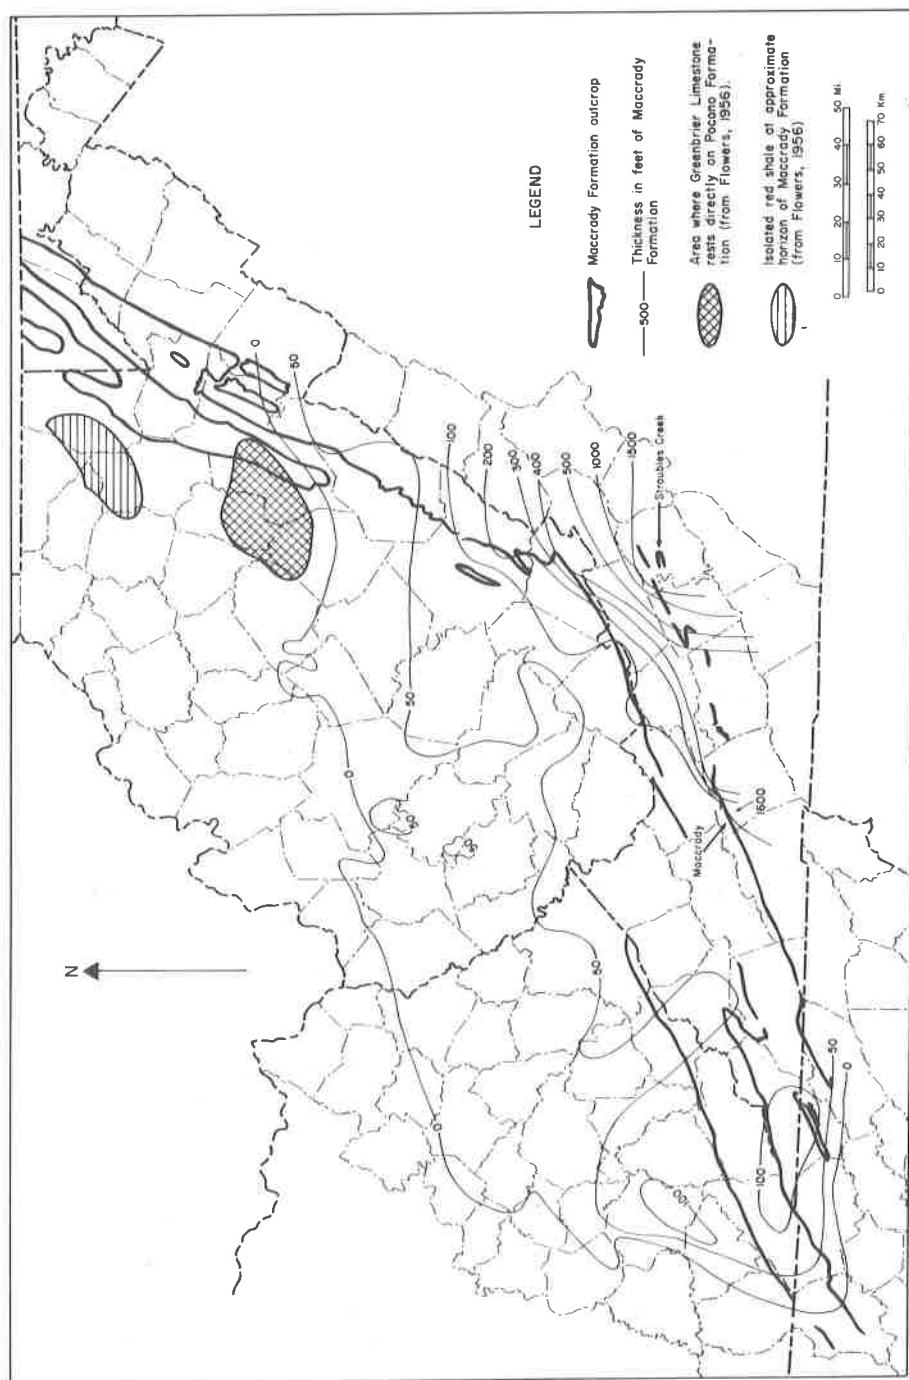 N
0
50
100
200
300
400
500
1000
1500
Stroubles Creek
50
0
50
50
Maccrady
1600
50
0
100
100
50
0
LEGEND
Maccrady Formation outcrop
—500— Thickness in feet of Maccrady
Formation
Area where Greenbrier Limestone
rests directly on Pocono Forma-
tion (from Flowers, 1956).
Isolated red shale at approximate
horizon of Maccrady Formation
(from Flowers, 1956)
0 10 20 30 40 50 Mi.
0 10 20 30 40 50 60 70 Km.